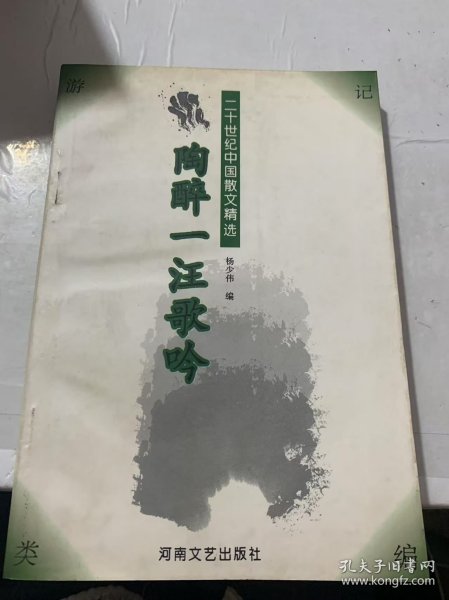 游记
二十世纪中国散文精选
陶醉一汪歌吟
杨少伟 编
类编
河南文艺出版社
孔夫子旧书网
www.kongfz.com